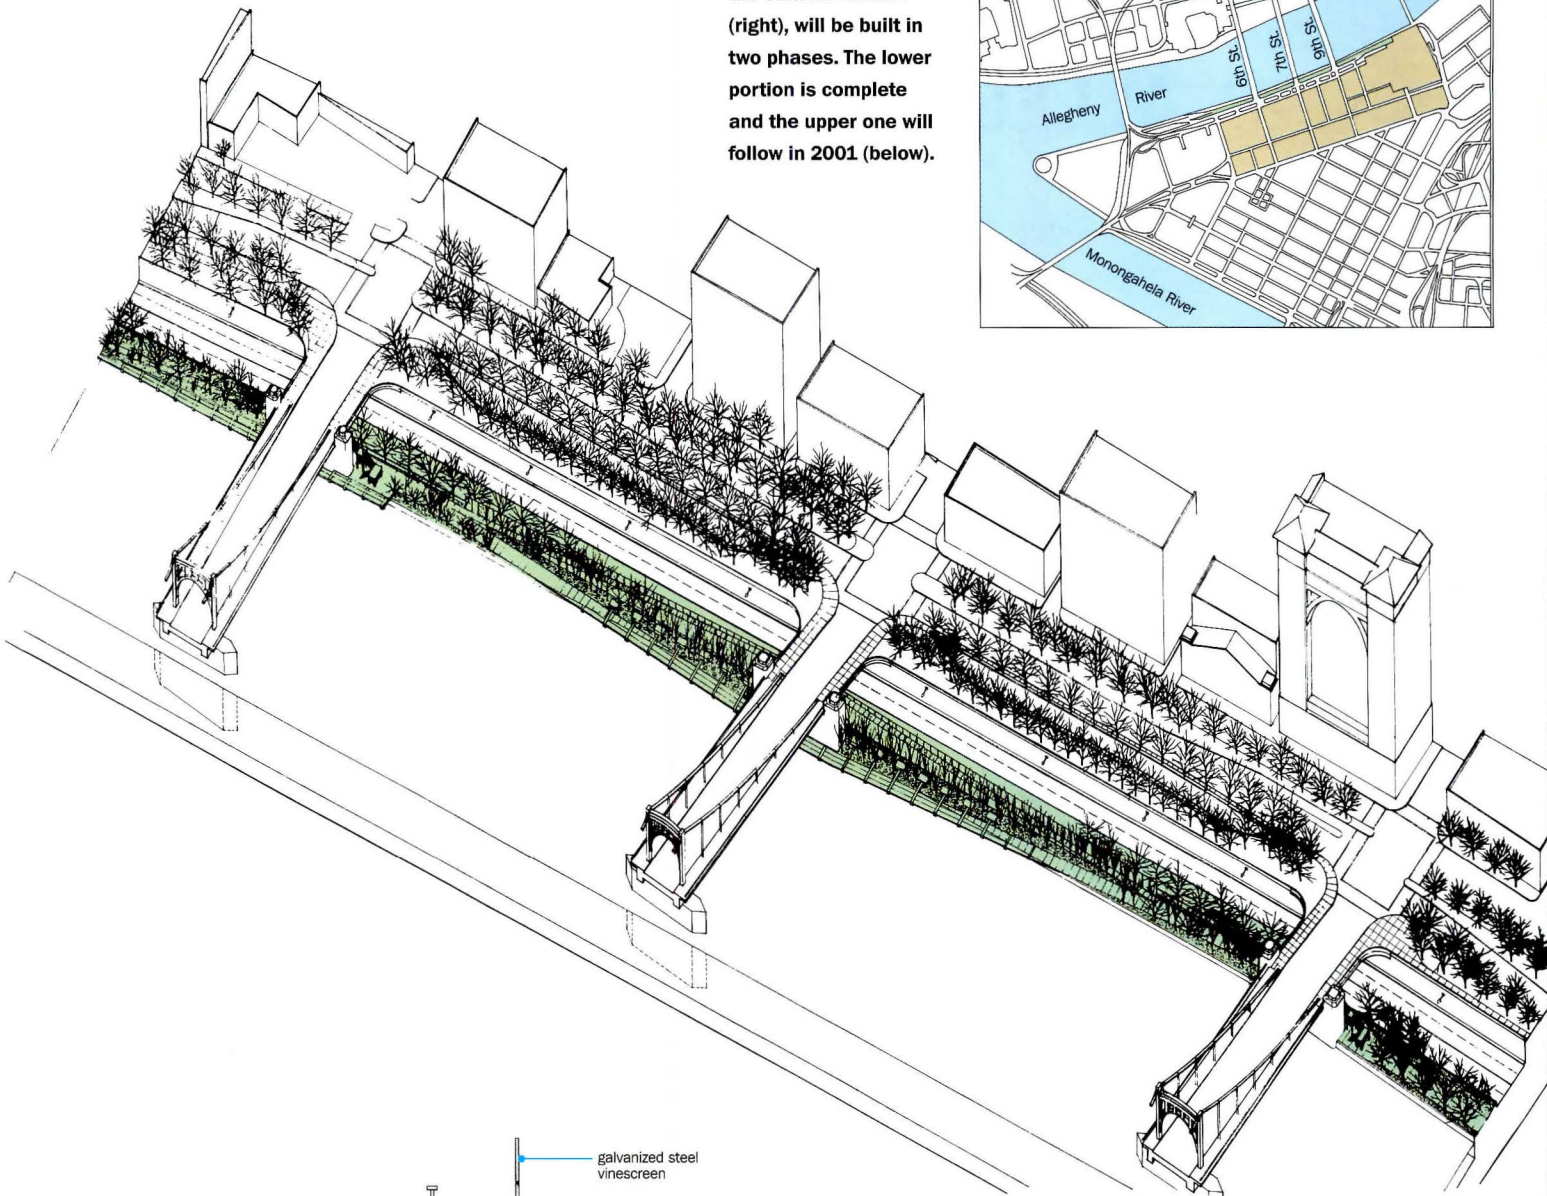 (right), will be built in
two phases. The lower
portion is complete
and the upper one will
follow in 2001 (below).
6th St.
7th St.
9th St.
Allegheny
River
Monongahela River
galvanized steel
vinescreen